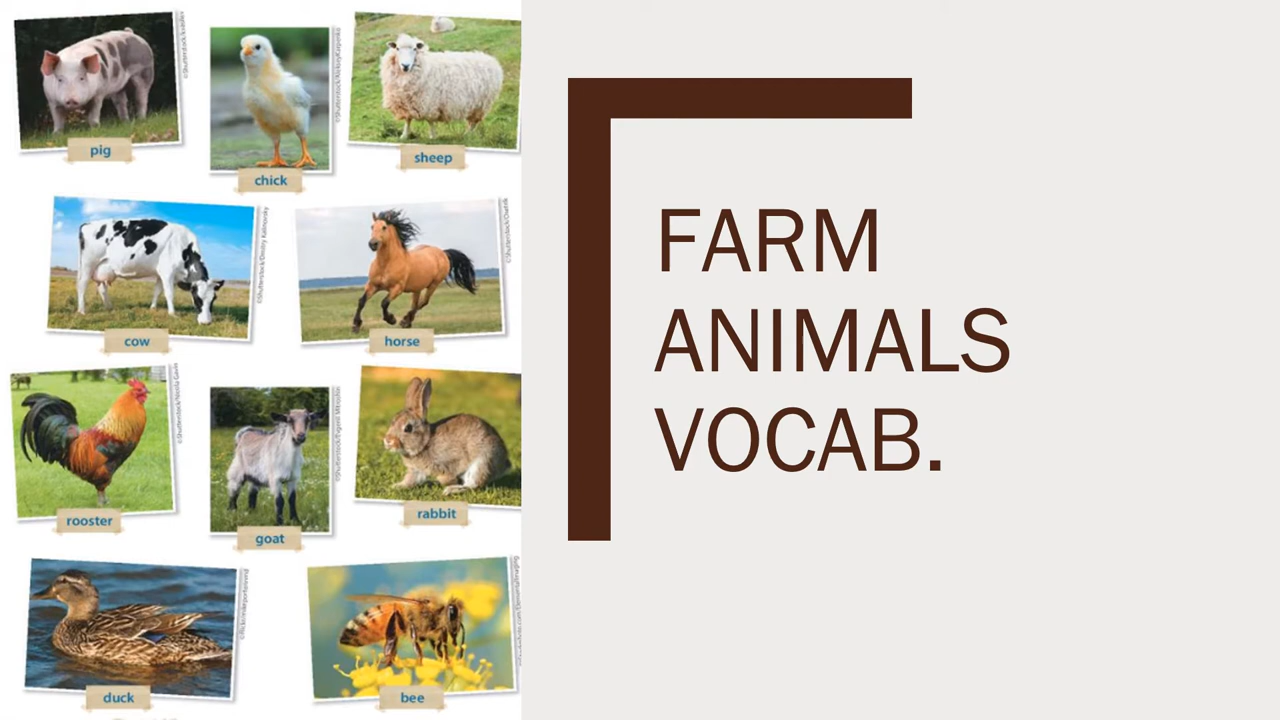 pig
chick
sheep
cow
horse
rooster
goat
rabbit
duck
bee
FARM
ANIMALS
VOCAB.